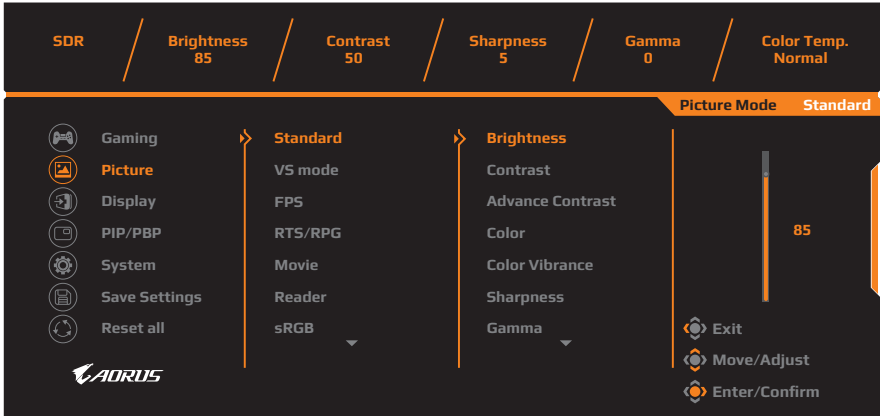 SDR
Brightness
85
Contrast
50
Sharpness
5
Gamma
0
Color Temp.
Normal
Picture Mode Standard
Gaming
Picture
Display
PIP/PBP
System
Save Settings
Reset all
Standard
VS mode
FPS
RTS/RPG
Movie
Reader
sRGB
Brightness
Contrast
Advance Contrast
Color
Color Vibrance
Sharpness
Gamma
85
Exit
Move/Adjust
Enter/Confirm
AORUS